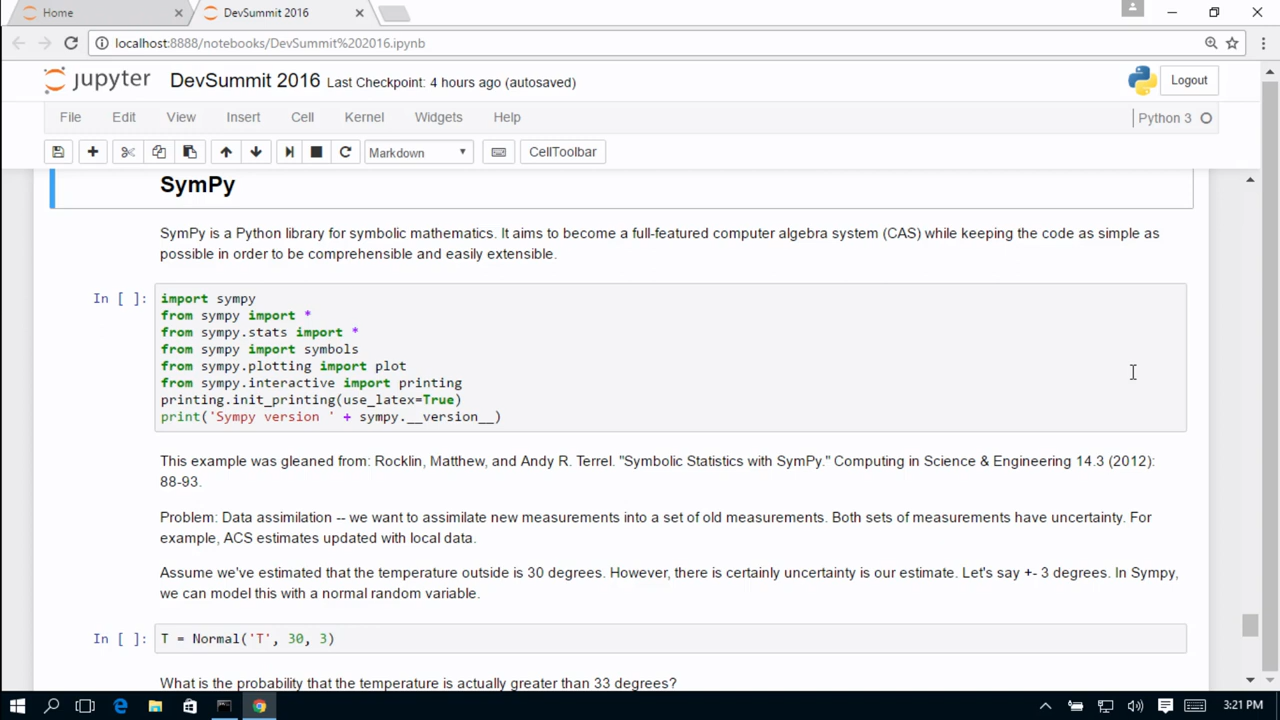 Home
DevSummit 2016
localhost:8888/notebooks/DevSummit%202016.ipynb
jupyter DevSummit 2016 Last Checkpoint: 4 hours ago (autosaved)
Logout
File Edit View Insert Cell Kernel Widgets Help
Python 3
Markdown
CellToolbar
SymPy
SymPy is a Python library for symbolic mathematics. It aims to become a full-featured computer algebra system (CAS) while keeping the code as simple as
possible in order to be comprehensible and easily extensible.
In [ ]:
import sympy
from sympy import *
from sympy.stats import *
from sympy import symbols
from sympy.plotting import plot
from sympy.interactive import printing
printing.init_printing(use_latex=True)
print('Sympy version ' + sympy.__version__)
This example was gleaned from: Rocklin, Matthew, and Andy R. Terrel. "Symbolic Statistics with SymPy." Computing in Science & Engineering 14.3 (2012):
88-93.
Problem: Data assimilation -- we want to assimilate new measurements into a set of old measurements. Both sets of measurements have uncertainty. For
example, ACS estimates updated with local data.
Assume we've estimated that the temperature outside is 30 degrees. However, there is certainly uncertainty is our estimate. Let's say +- 3 degrees. In Sympy,
we can model this with a normal random variable.
In [ ]: T = Normal('T', 30, 3)
What is the probability that the temperature is actually greater than 33 degrees?
3:21 PM